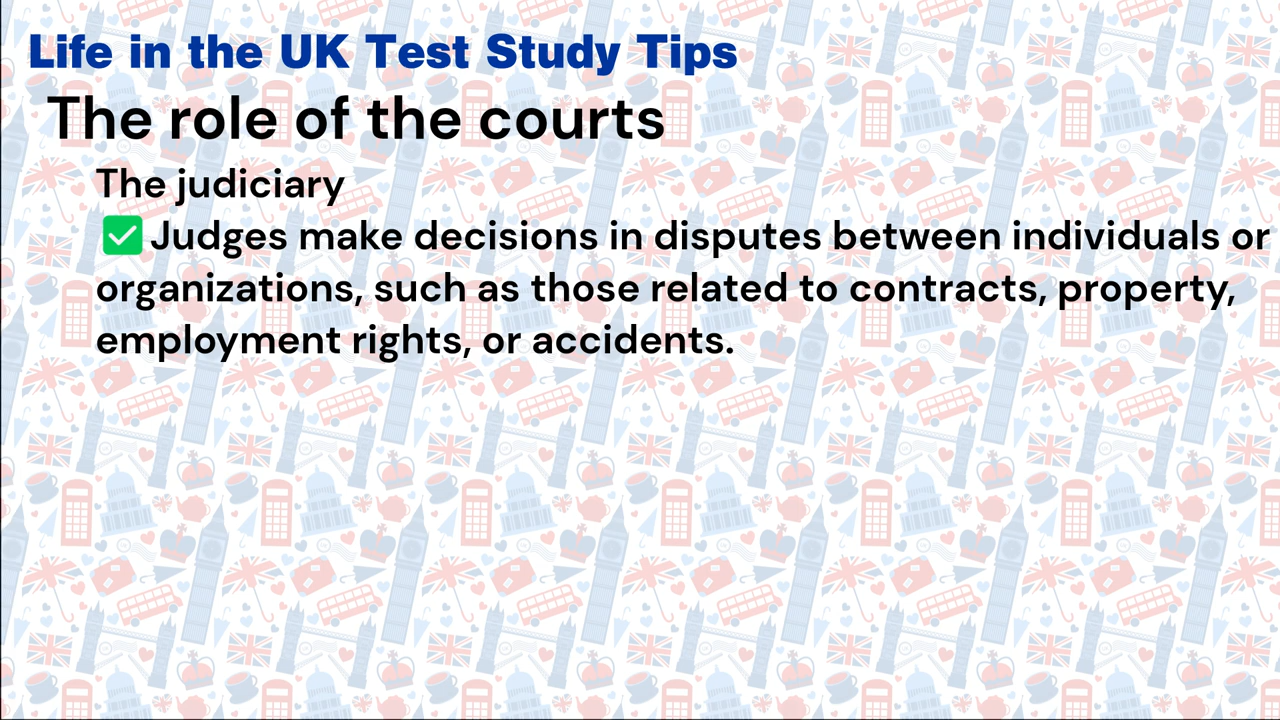 Life in the UK Test Study Tips
The role of the courts
The judiciary
✅ Judges make decisions in disputes between individuals or
organizations, such as those related to contracts, property,
employment rights, or accidents.